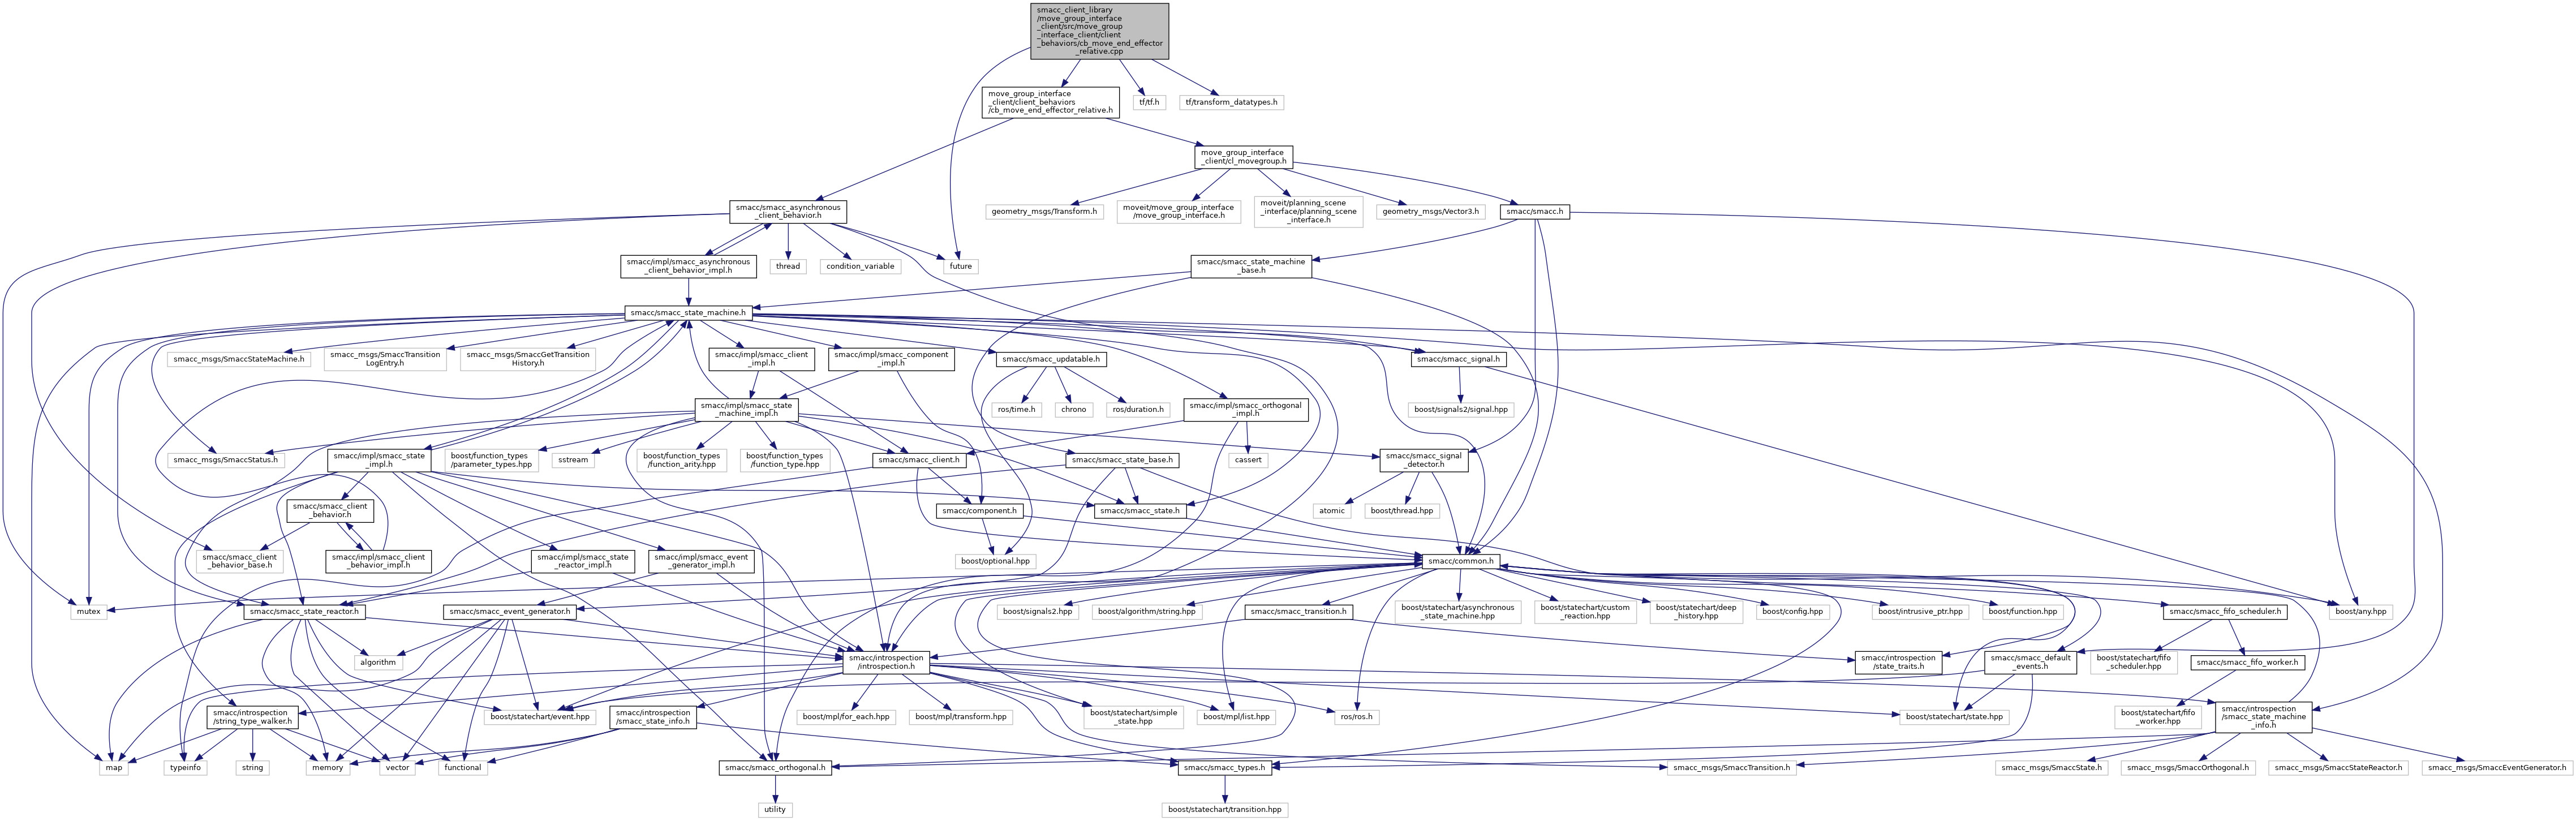 smacc_client_library
/move_group_interface
_client/src/move_group
_interface_client/client
_behaviors/cb_move_end_effector
_relative.cpp
move_group_interface
_client/client_behaviors
/cb_move_end_effector_relative.h
tf/tf.h
tf/transform_datatypes.h
move_group_interface
_client/cl_movegroup.h
smacc/smacc_asynchronous
_client_behavior.h
geometry_msgs/Transform.h
moveit/move_group_interface
/move_group_interface.h
moveit/planning_scene
_interface/planning_scene
_interface.h
geometry_msgs/Vector3.h
smacc/smacc.h
smacc/impl/smacc_asynchronous
_client_behavior_impl.h
thread
condition_variable
future
smacc/smacc_state_machine
_base.h
smacc/smacc_state_machine.h
smacc_msgs/SmaccStateMachine.h
smacc_msgs/SmaccTransition
LogEntry.h
smacc_msgs/SmaccGetTransition
History.h
smacc/impl/smacc_client
_impl.h
smacc/impl/smacc_component
_impl.h
smacc/smacc_updatable.h
smacc/smacc_signal.h
smacc/impl/smacc_state
_machine_impl.h
ros/time.h
chrono
ros/duration.h
smacc/impl/smacc_orthogonal
_impl.h
boost/signals2/signal.hpp
smacc_msgs/SmaccStatus.h
smacc/impl/smacc_state
_impl.h
boost/function_types
/parameter_types.hpp
sstream
boost/function_types
/function_arity.hpp
boost/function_types
/function_type.hpp
smacc/smacc_client.h
smacc/smacc_state_base.h
cassert
smacc/smacc_signal
_detector.h
smacc/smacc_client
_behavior.h
smacc/component.h
smacc/smacc_state.h
atomic
boost/thread.hpp
smacc/smacc_client
_behavior_base.h
smacc/impl/smacc_client
_behavior_impl.h
smacc/impl/smacc_state
_reactor_impl.h
smacc/impl/smacc_event
_generator_impl.h
boost/optional.hpp
smacc/common.h
mutex
smacc/smacc_state_reactor.h
smacc/smacc_event_generator.h
boost/signals2.hpp
boost/algorithm/string.hpp
smacc/smacc_transition.h
boost/statechart/asynchronous
_state_machine.hpp
boost/statechart/custom
_reaction.hpp
boost/statechart/deep
_history.hpp
boost/config.hpp
boost/intrusive_ptr.hpp
boost/function.hpp
smacc/smacc_fifo_scheduler.h
boost/any.hpp
algorithm
smacc/introspection
/introspection.h
smacc/introspection
/state_traits.h
smacc/smacc_default
_events.h
boost/statechart/fifo
_scheduler.hpp
smacc/smacc_fifo_worker.h
smacc/introspection
/string_type_walker.h
boost/statechart/event.hpp
smacc/introspection
/smacc_state_info.h
boost/mpl/for_each.hpp
boost/mpl/transform.hpp
boost/statechart/simple
_state.hpp
boost/mpl/list.hpp
ros/ros.h
boost/statechart/state.hpp
boost/statechart/fifo
_worker.hpp
smacc/introspection
/smacc_state_machine
_info.h
map
typeinfo
string
memory
vector
functional
smacc/smacc_orthogonal.h
smacc/smacc_types.h
smacc_msgs/SmaccTransition.h
smacc_msgs/SmaccState.h
smacc_msgs/SmaccOrthogonal.h
smacc_msgs/SmaccStateReactor.h
smacc_msgs/SmaccEventGenerator.h
utility
boost/statechart/transition.hpp